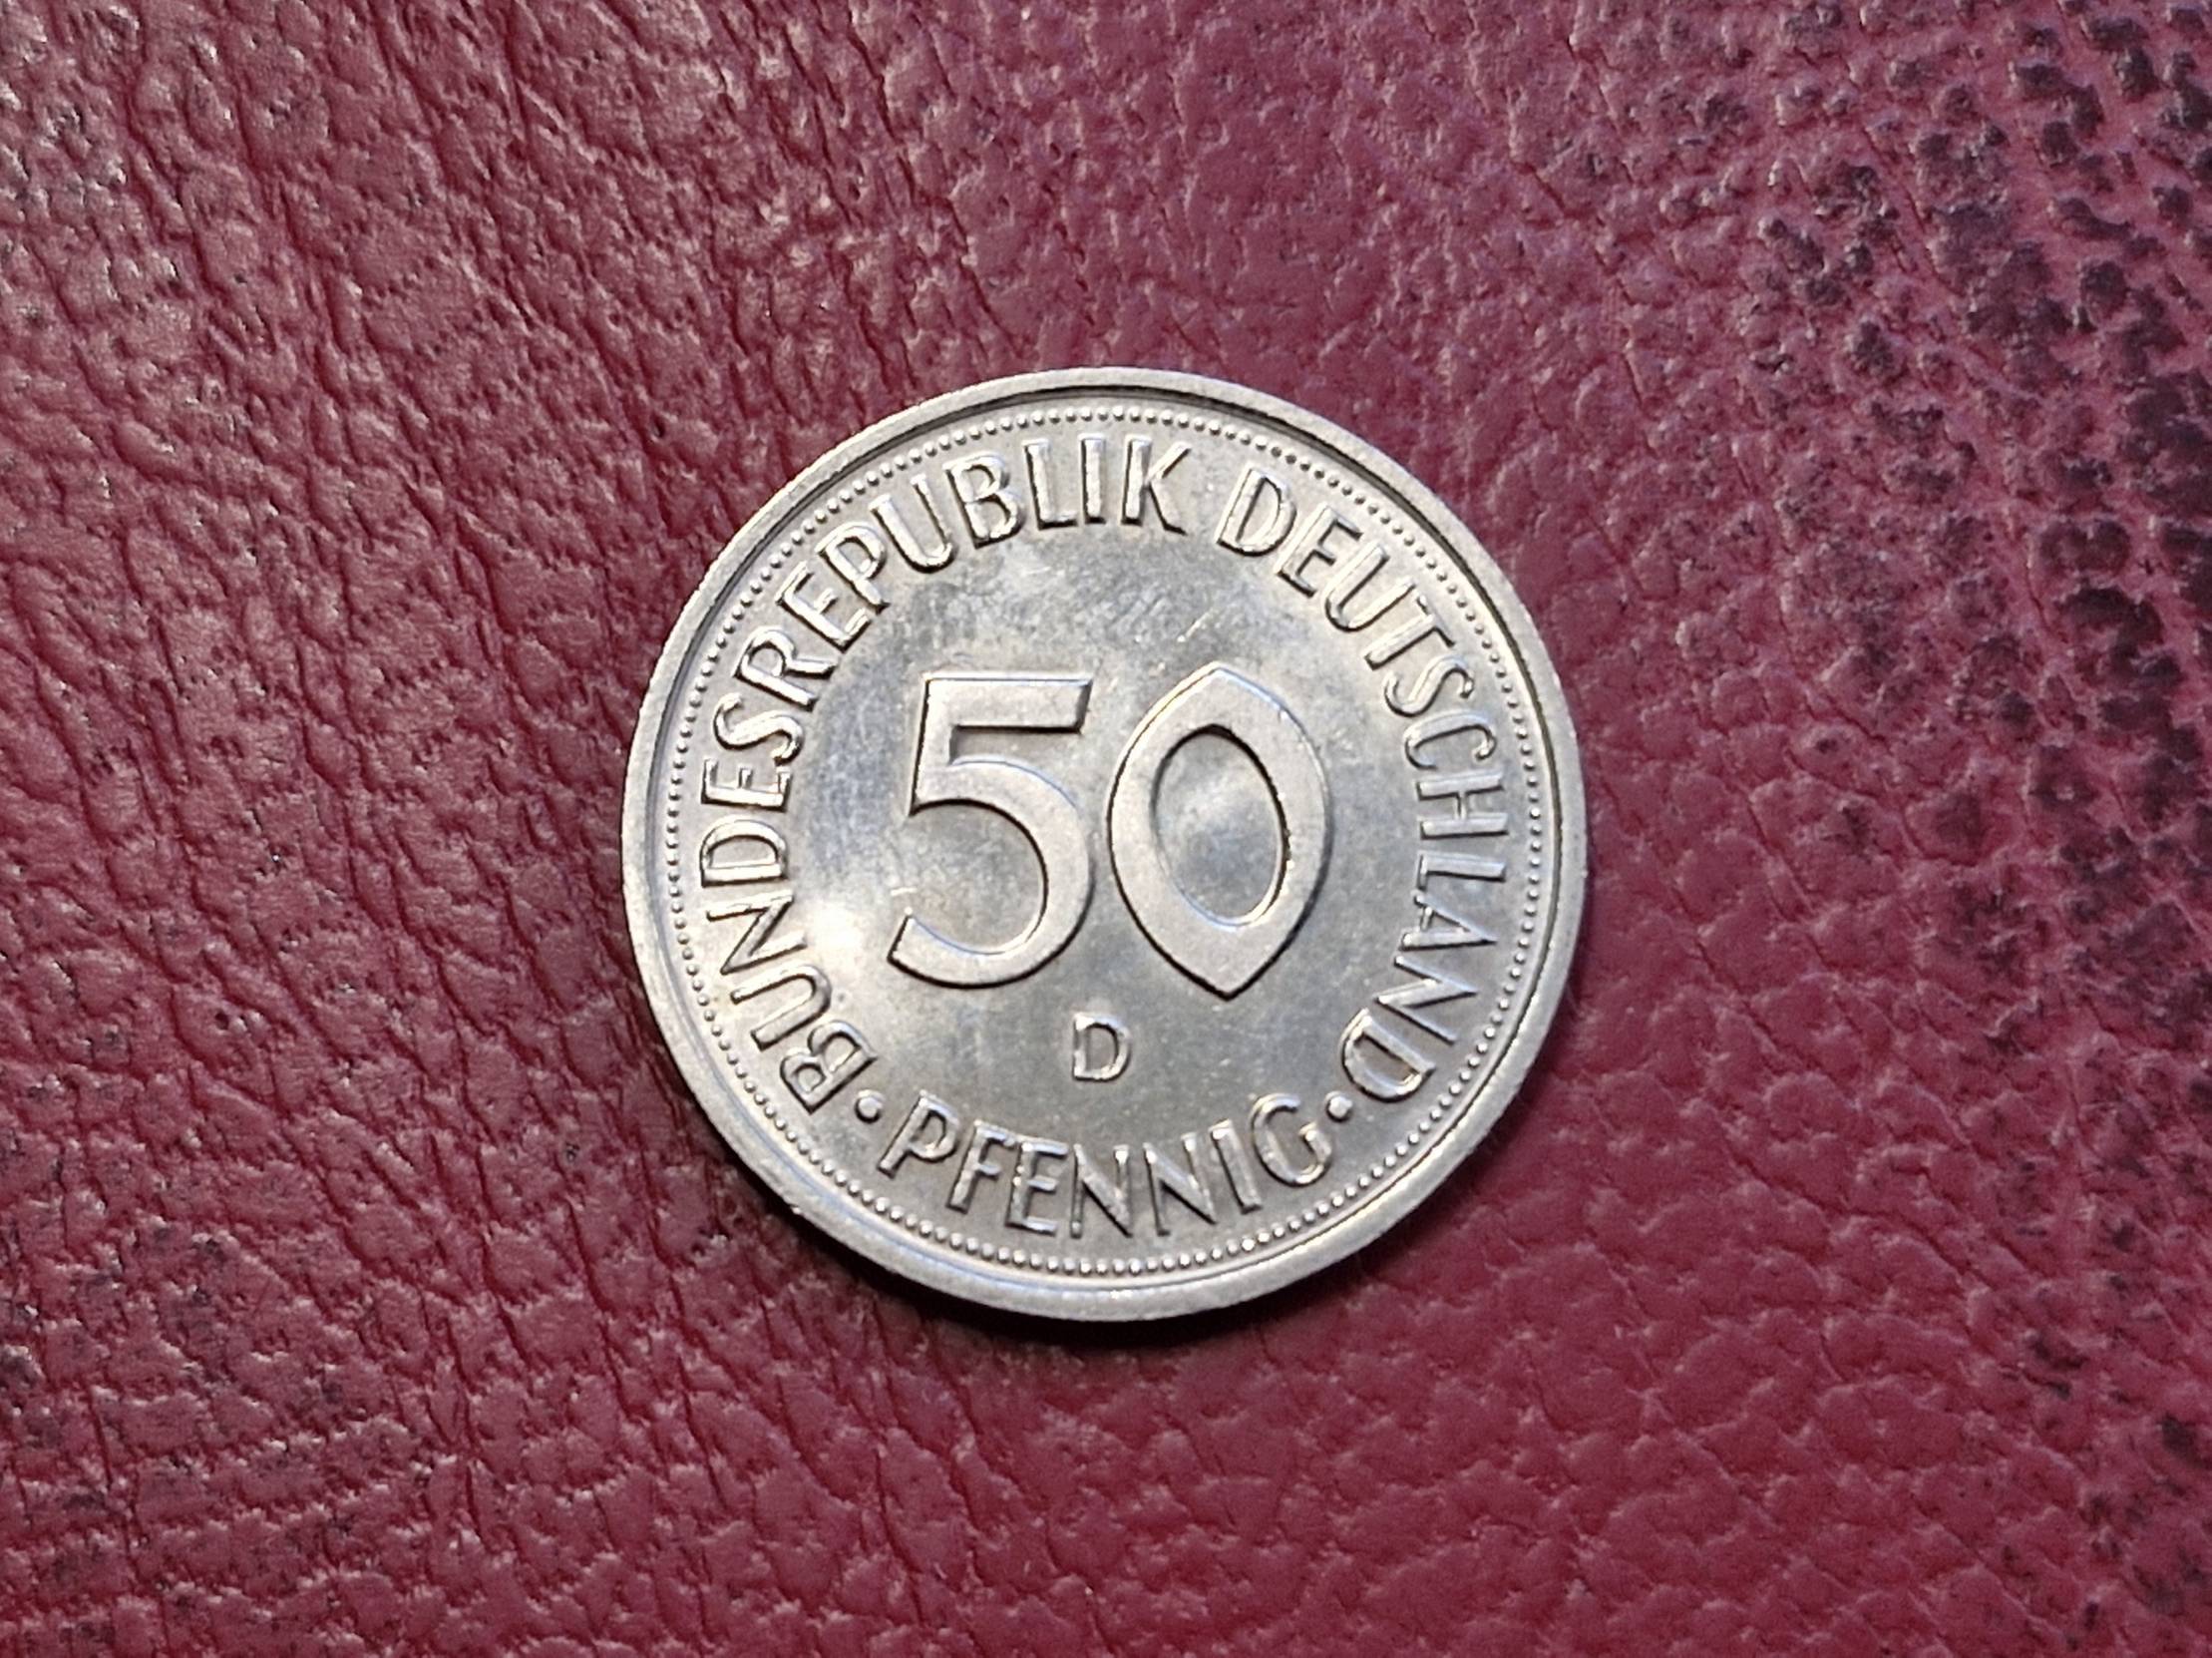 BUNDESREPUBLIK DEUTSCHLAND
50
D
· PFENNIG ·